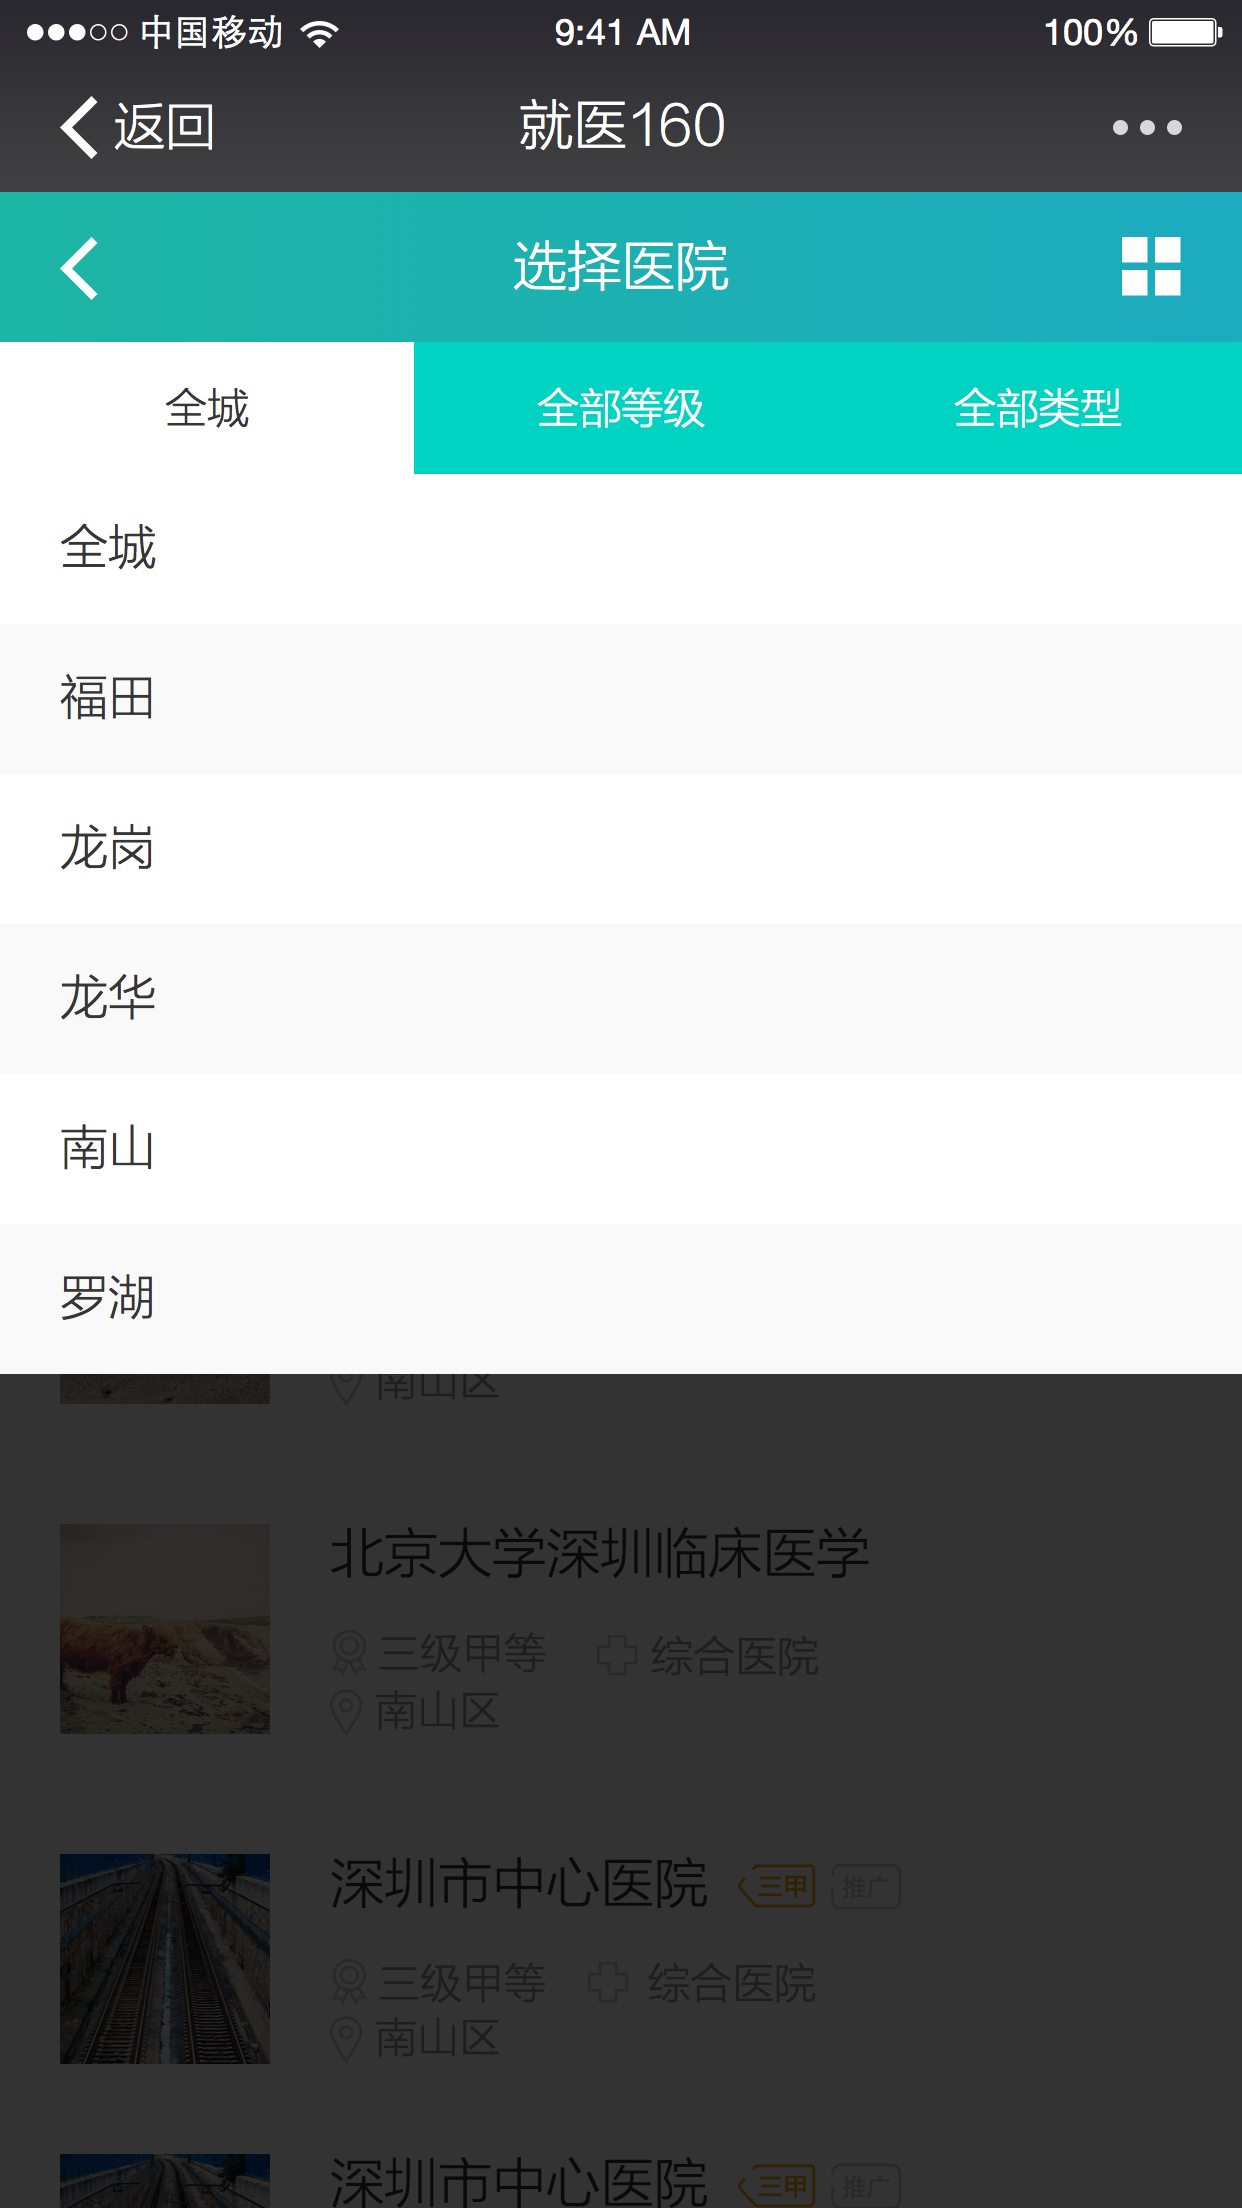 中国移动 9:41 AM 100%
返回 就医160
选择医院
全城 全部等级 全部类型
全城
福田
龙岗
龙华
南山
罗湖
南山区
北京大学深圳临床医学
三级甲等 综合医院
南山区
深圳市中心医院 三甲 推广
三级甲等 综合医院
南山区
深圳市中心医院 三甲 推广